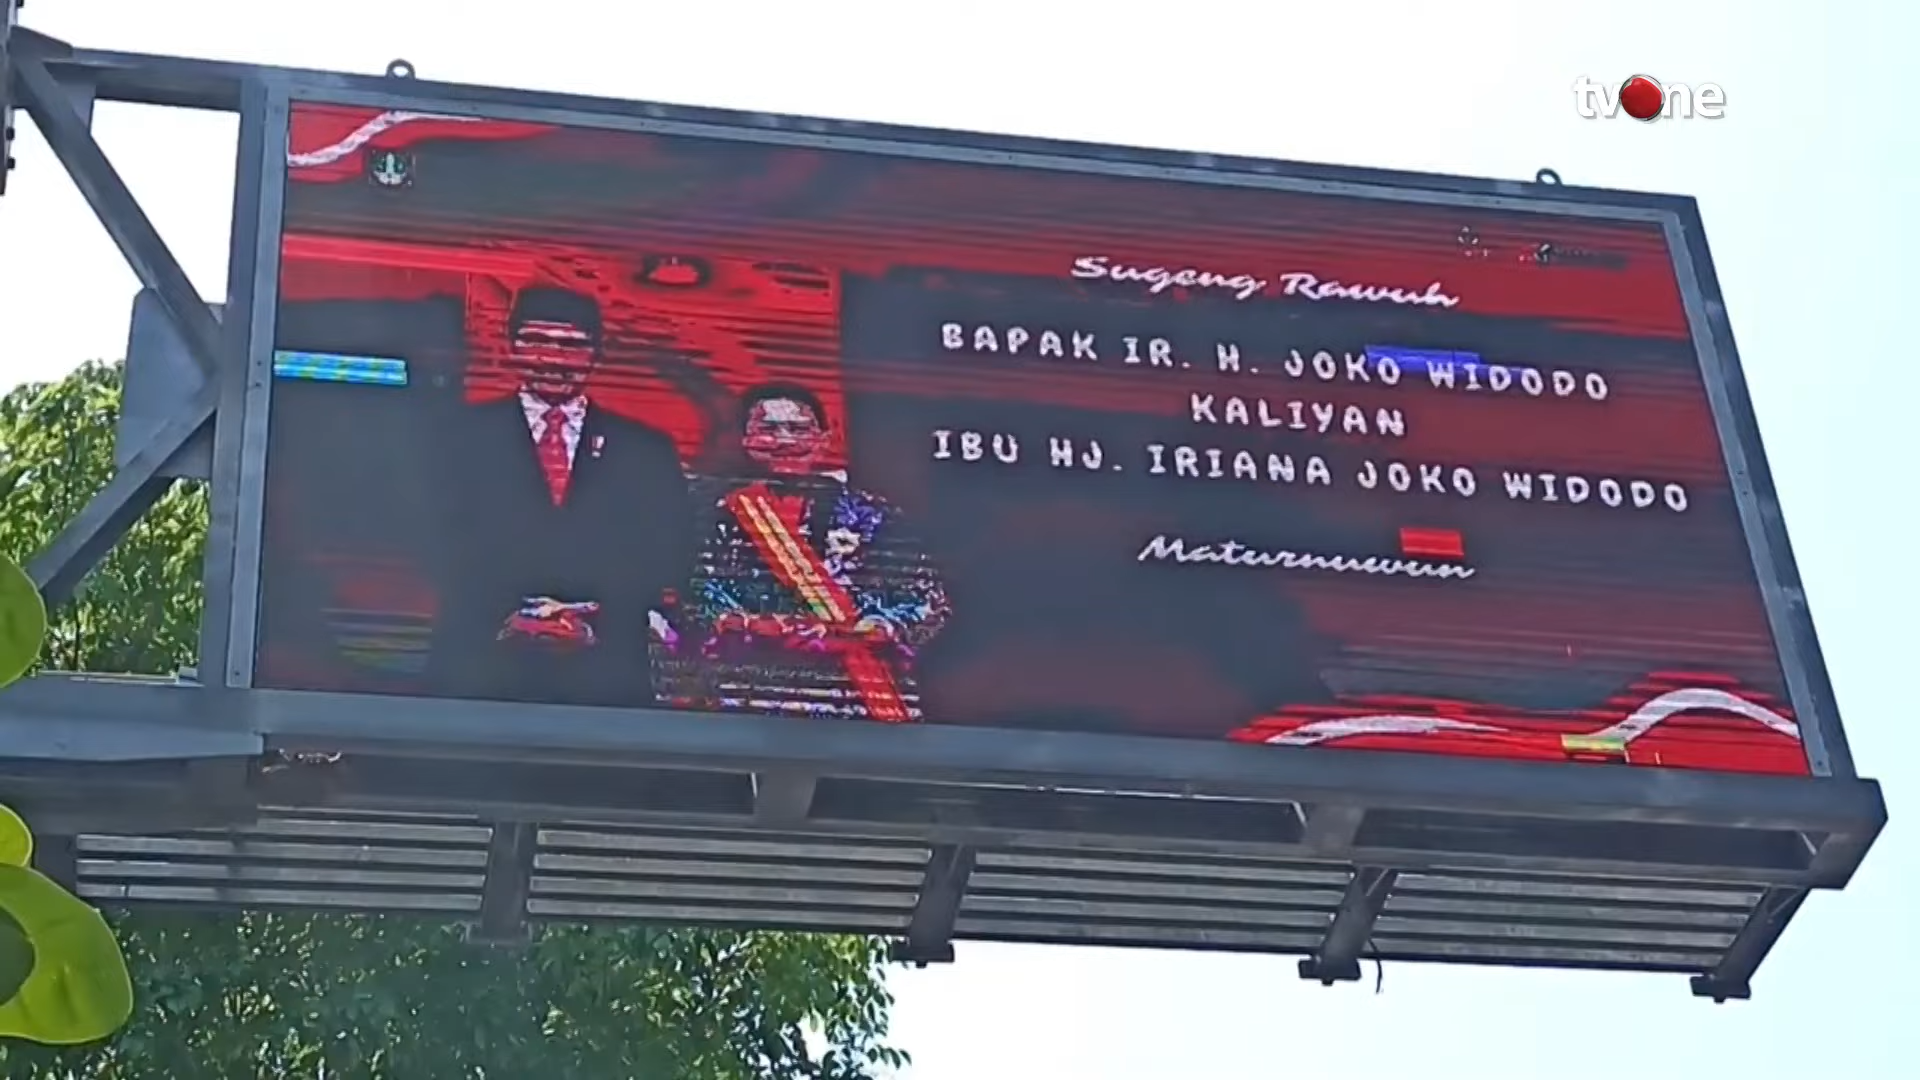 tvOne
Sugeng Rawuh
BAPAK IR. H. JOKO WIDODO
KALIYAN
IBU HJ. IRIANA JOKO WIDODO
Maturnuwun